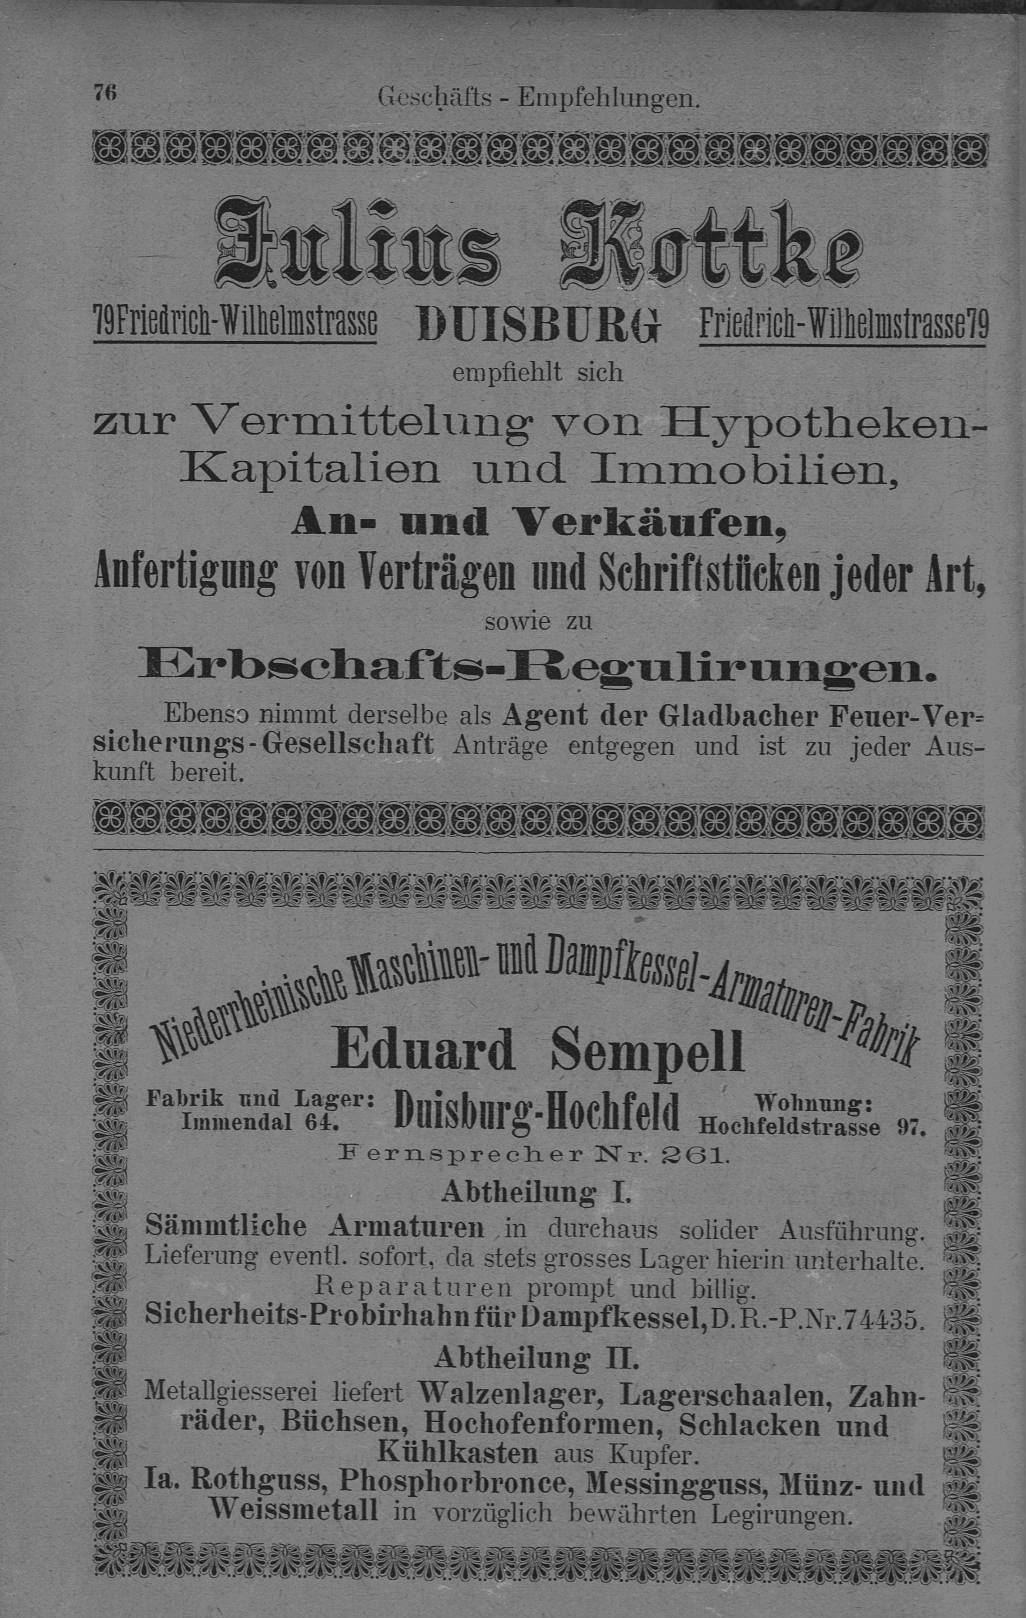 76
Geschäfts - Empfehlungen.
Julius Kottke
79 Friedrich-Wilhelmstrasse DUISBURG Friedrich-Wilhelmstrasse 79
empfiehlt sich
zur Vermittelung von Hypotheken-
Kapitalien und Immobilien,
An- und Verkäufen,
Anfertigung von Verträgen und Schriftstücken jeder Art,
sowie zu
Erbschafts-Regulirungen.
Ebenso nimmt derselbe als Agent der Gladbacher Feuer-Ver-
sicherungs-Gesellschaft Anträge entgegen und ist zu jeder Aus-
kunft bereit.
Niederrheinische Maschinen- und Dampfkessel-Armaturen-Fabrik
Eduard Sempell
Fabrik und Lager:
Immendal 64.
Duisburg-Hochfeld
Wohnung:
Hochfeldstrasse 97.
Fernsprecher Nr. 261.
Abtheilung I.
Sämmtliche Armaturen in durchaus solider Ausführung.
Lieferung eventl. sofort, da stets grosses Lager hierin unterhalte.
Reparaturen prompt und billig.
Sicherheits-Probirhahn für Dampfkessel, D. R.-P. Nr. 74435.
Abtheilung II.
Metallgiesserei liefert Walzenlager, Lagerschaalen, Zahn-
räder, Büchsen, Hochofenformen, Schlacken und
Kühlkasten aus Kupfer.
Ia. Rothguss, Phosphorbronce, Messingguss, Münz- und
Weissmetall in vorzüglich bewährten Legirungen.